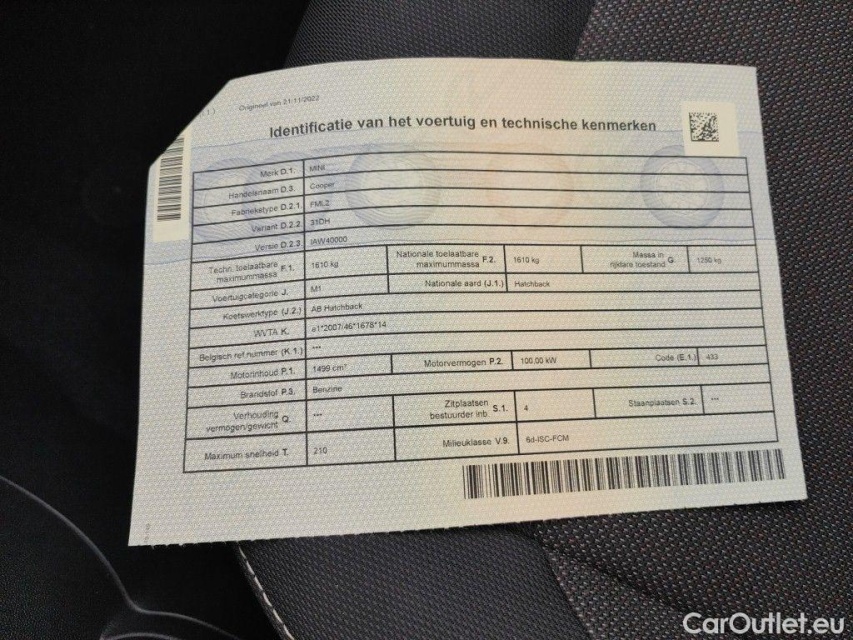 Origineel van 21/11/2022
Identificatie van het voertuig en technische kenmerken
Merk D.1. MINI
Handelsnaam D.3. Cooper
Fabriekstype D.2.1. FML2
Variant D.2.2. 31DH
Versie D.2.3. IAW40000
Techn. toelaatbare maximummassa F.1. 1610 kg Nationale toelaatbare maximummassa F.2. 1610 kg Massa in rijklare toestand G. 1250 kg
Voertuigcategorie J. M1 Nationale aard (J.1.) Hatchback
Koetswerktype (J.2.) AB Hatchback
WVTA K. e1*2007/46*1678*14
Belgisch ref nummer (K.1.) ---
Motorinhoud P.1. 1499 cm³ Motorvermogen P.2. 100.00 kW Code (E.1.) 433
Brandstof P.3. Benzine
Verhouding vermogen/gewicht Q. --- Zitplaatsen bestuurder inb. S.1. 4 Staanplaatsen S.2. ---
Maximum snelheid T. 210 Milieuklasse V.9. 6d-ISC-FCM
CarOutlet.eu